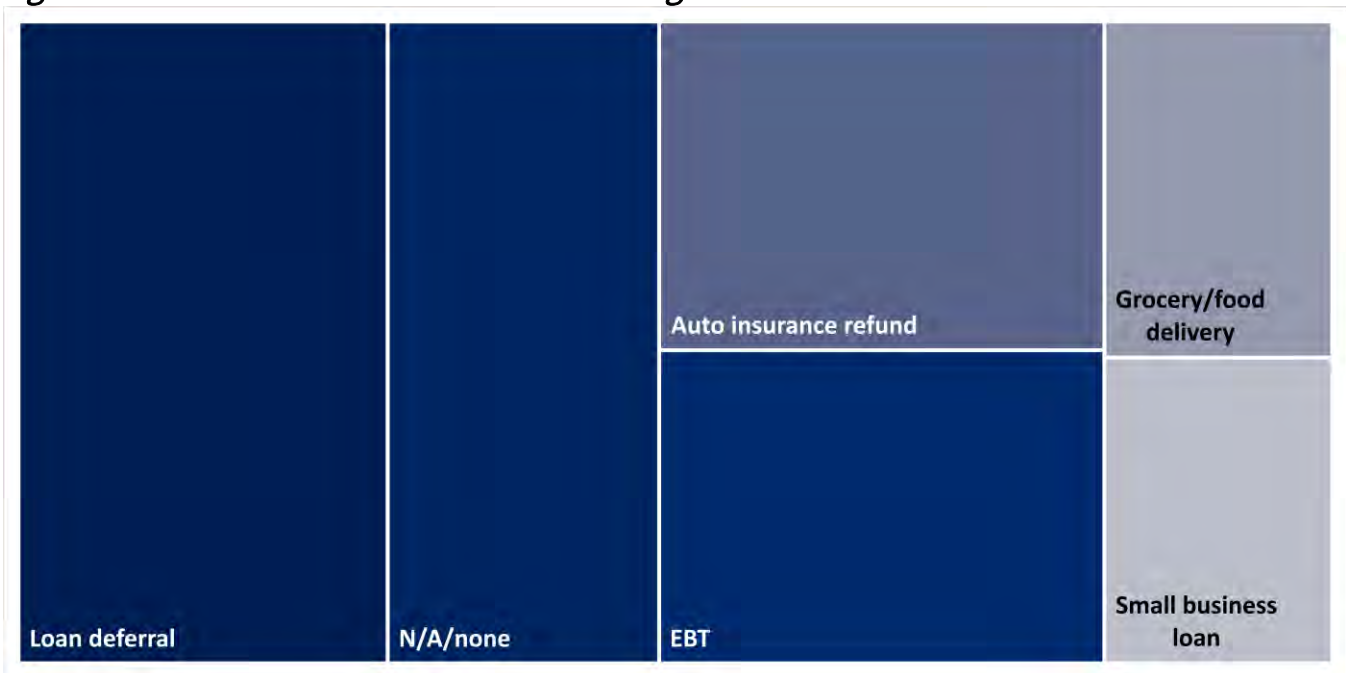 Loan deferral
N/A/none
Auto insurance refund
EBT
Grocery/food
delivery
Small business
loan